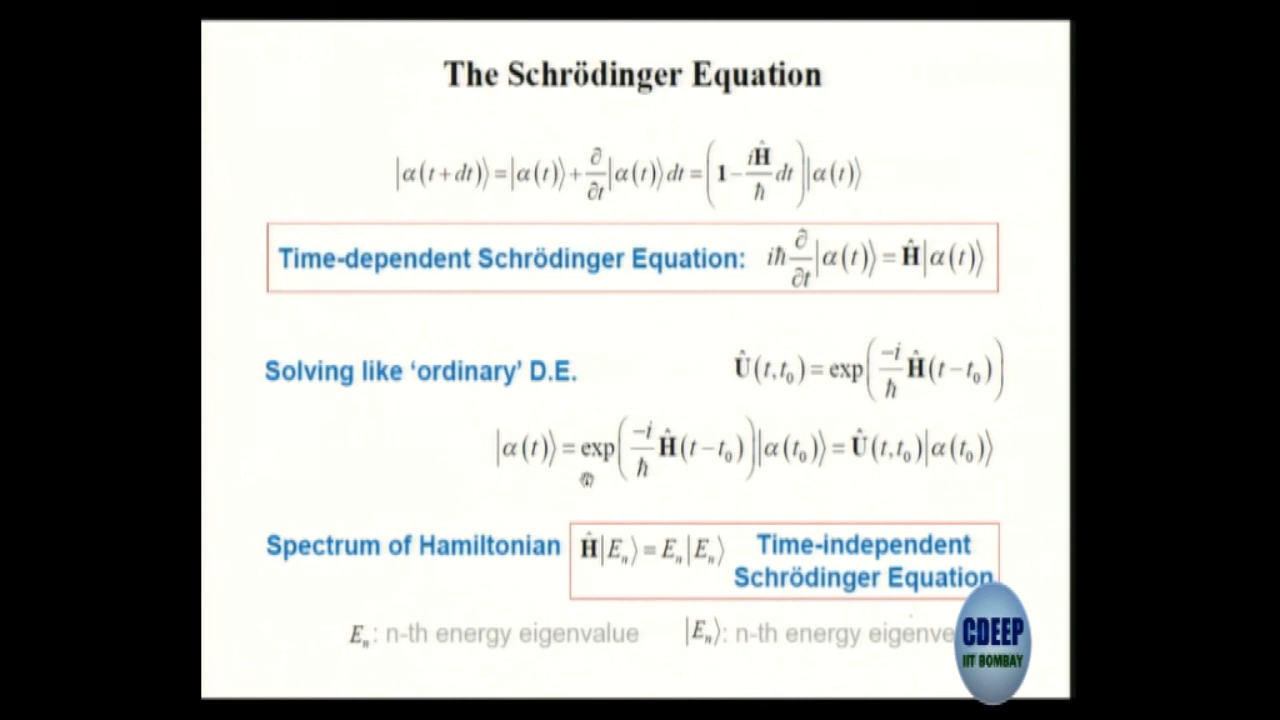 The Schrödinger Equation
|α(t+dt)⟩ = |α(t)⟩ + ∂/∂t |α(t)⟩ dt = (1 − iĤ/ħ dt) |α(t)⟩
Time-dependent Schrödinger Equation: iħ ∂/∂t |α(t)⟩ = Ĥ|α(t)⟩
Solving like ‘ordinary’ D.E. Û(t,t₀) = exp(−i/ħ Ĥ(t−t₀))
|α(t)⟩ = exp(−i/ħ Ĥ(t−t₀)) |α(t₀)⟩ = Û(t,t₀)|α(t₀)⟩
Spectrum of Hamiltonian Ĥ|Eₙ⟩ = Eₙ|Eₙ⟩ Time-independent
Schrödinger Equation
Eₙ: n-th energy eigenvalue |Eₙ⟩: n-th energy eigenve
CDEEP
IIT BOMBAY